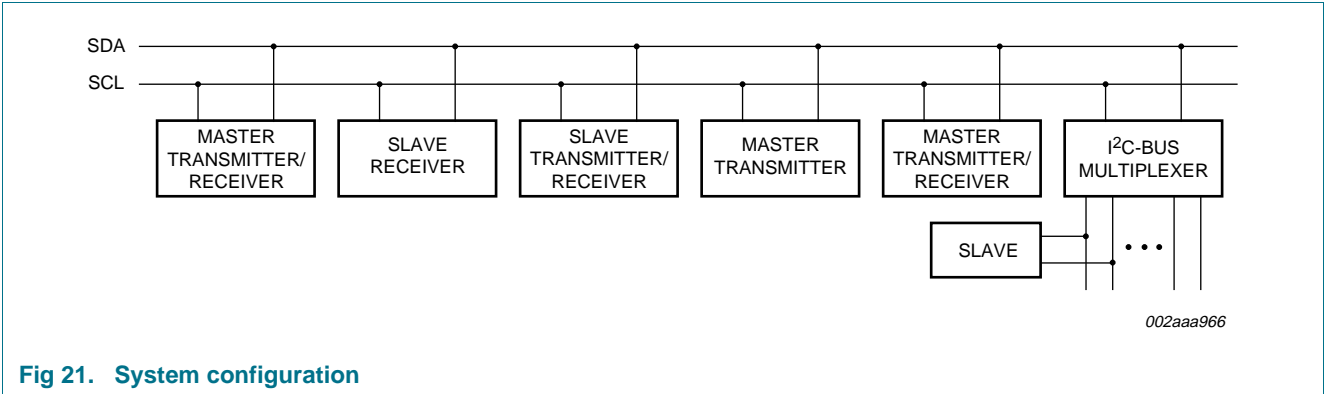 SDA
SCL
MASTER
TRANSMITTER/
RECEIVER
SLAVE
RECEIVER
SLAVE
TRANSMITTER/
RECEIVER
MASTER
TRANSMITTER
MASTER
TRANSMITTER/
RECEIVER
I²C-BUS
MULTIPLEXER
SLAVE
002aaa966
Fig 21. System configuration